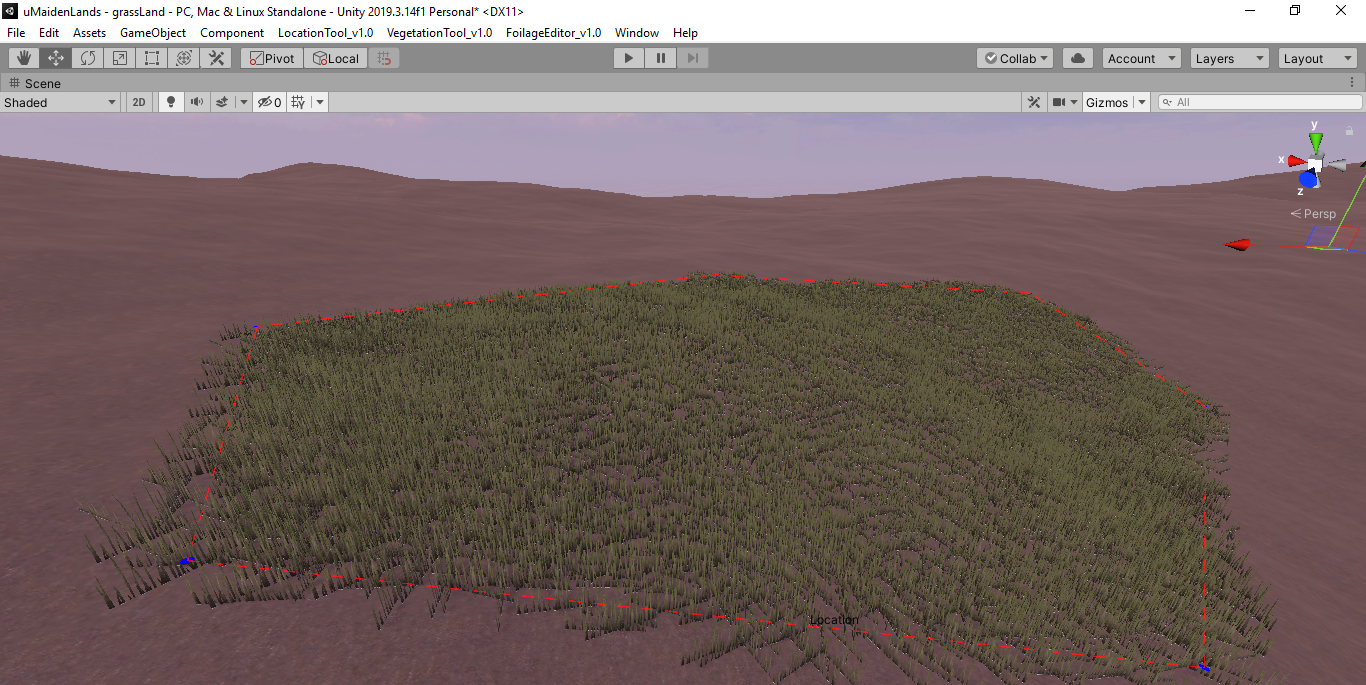 uMaidenLands - grassLand - PC, Mac & Linux Standalone - Unity 2019.3.14f1 Personal* <DX11>
File Edit Assets GameObject Component LocationTool_v1.0 VegetationTool_v1.0 FoilageEditor_v1.0 Window Help
Pivot Local Collab Account Layers Layout
Scene
Shaded 2D 0 Gizmos All
y
x
z
Persp
Location